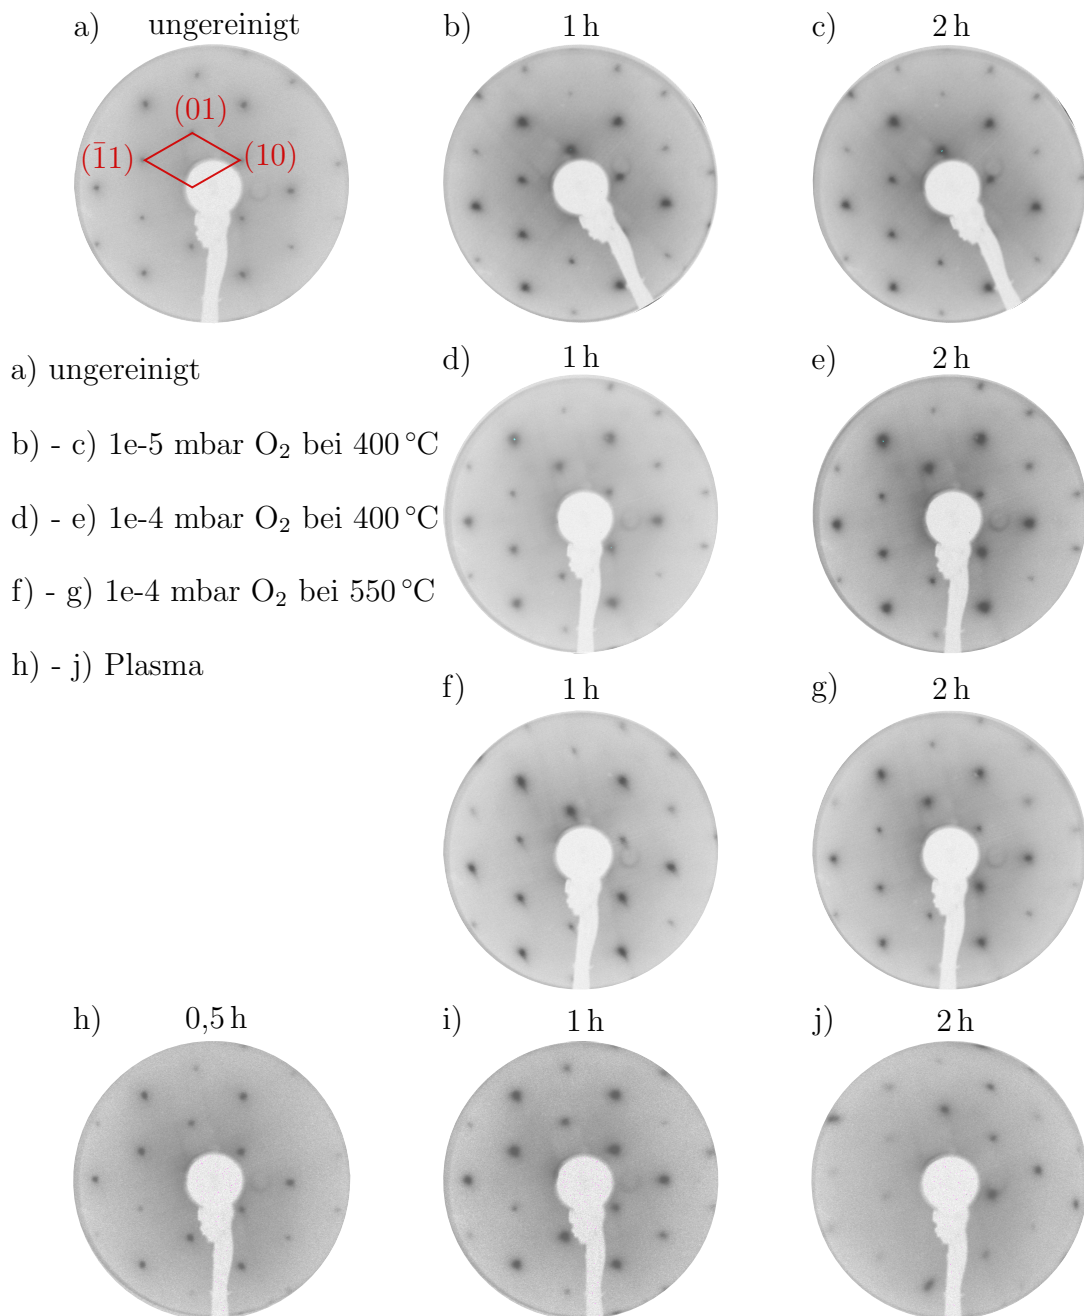 a) ungereinigt
b) 1 h
c) 2 h
(01)
(1̄1)
(10)
a) ungereinigt
d) 1 h
e) 2 h
b) - c) 1e-5 mbar O₂ bei 400 °C
d) - e) 1e-4 mbar O₂ bei 400 °C
f) - g) 1e-4 mbar O₂ bei 550 °C
h) - j) Plasma
f) 1 h
g) 2 h
h) 0,5 h
i) 1 h
j) 2 h